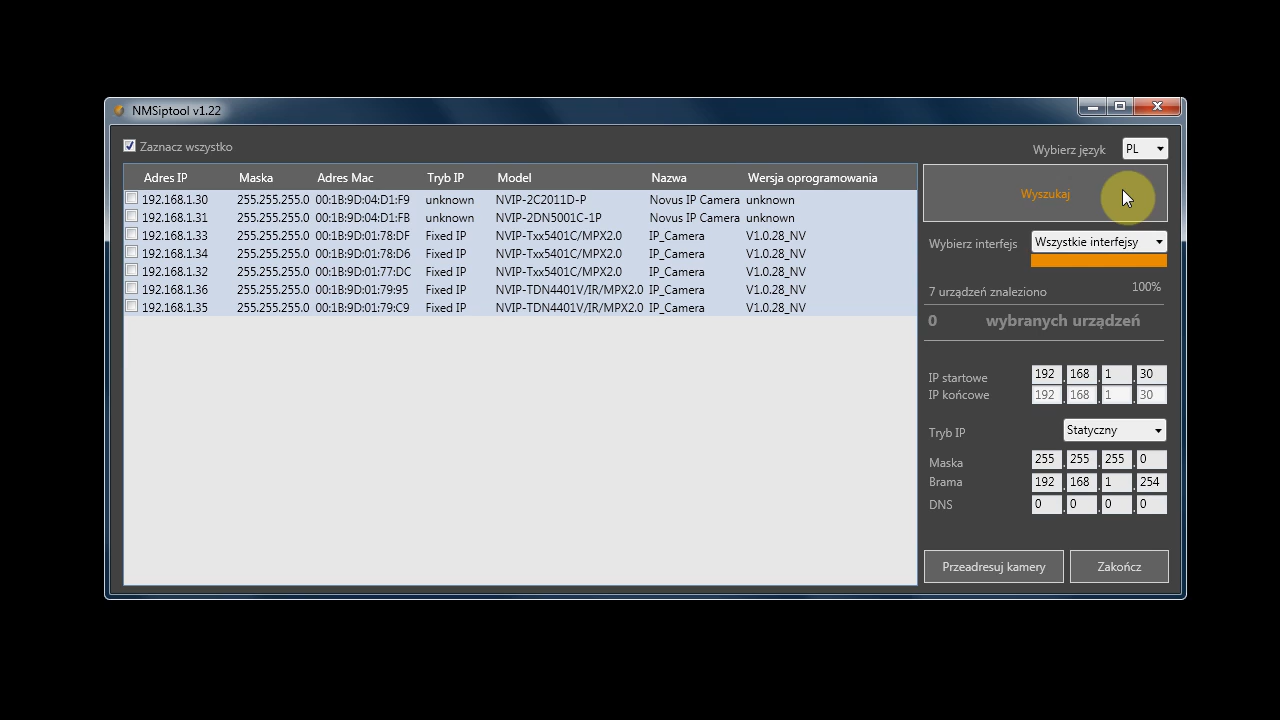 NMSiptool v1.22
Zaznacz wszystko
Wybierz język PL
Adres IP Maska Adres Mac Tryb IP Model Nazwa Wersja oprogramowania
192.168.1.30 255.255.255.0 00:1B:9D:04:D1:F9 unknown NVIP-2C2011D-P Novus IP Camera unknown
192.168.1.31 255.255.255.0 00:1B:9D:04:D1:FB unknown NVIP-2DN5001C-1P Novus IP Camera unknown
192.168.1.33 255.255.255.0 00:1B:9D:01:78:DF Fixed IP NVIP-Txx5401C/MPX2.0 IP_Camera V1.0.28_NV
192.168.1.34 255.255.255.0 00:1B:9D:01:78:D6 Fixed IP NVIP-Txx5401C/MPX2.0 IP_Camera V1.0.28_NV
192.168.1.32 255.255.255.0 00:1B:9D:01:77:DC Fixed IP NVIP-Txx5401C/MPX2.0 IP_Camera V1.0.28_NV
192.168.1.36 255.255.255.0 00:1B:9D:01:79:95 Fixed IP NVIP-TDN4401V/IR/MPX2.0 IP_Camera V1.0.28_NV
192.168.1.35 255.255.255.0 00:1B:9D:01:79:C9 Fixed IP NVIP-TDN4401V/IR/MPX2.0 IP_Camera V1.0.28_NV
Wyszukaj
Wybierz interfejs Wszystkie interfejsy
7 urządzeń znaleziono 100%
0 wybranych urządzeń
IP startowe 192 . 168 . 1 . 30
IP końcowe 192 . 168 . 1 . 30
Tryb IP Statyczny
Maska 255 . 255 . 255 . 0
Brama 192 . 168 . 1 . 254
DNS 0 . 0 . 0 . 0
Przeadresuj kamery Zakończ